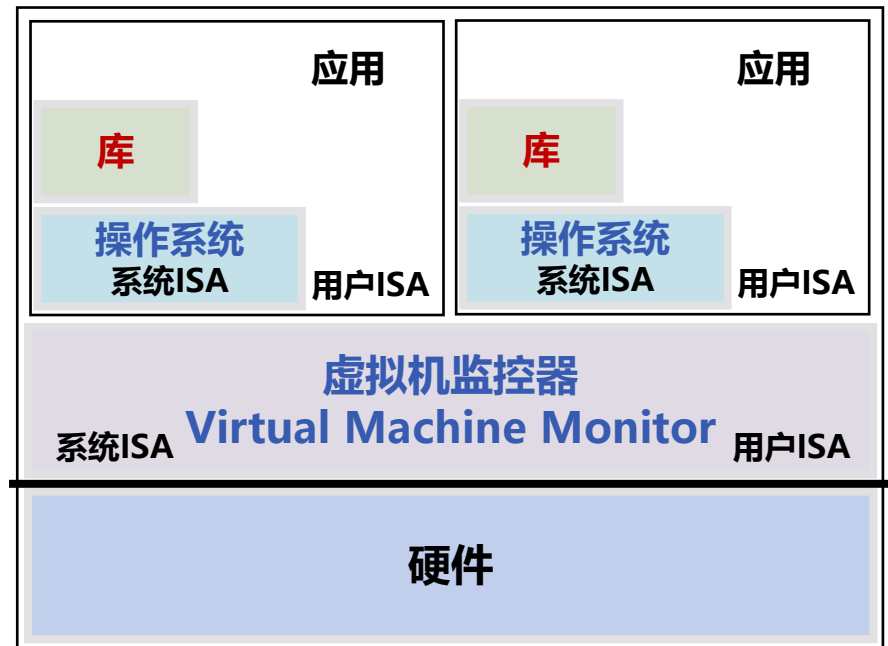 应用
库
操作系统
系统ISA
用户ISA
应用
库
操作系统
系统ISA
用户ISA
虚拟机监控器
系统ISA Virtual Machine Monitor 用户ISA
硬件